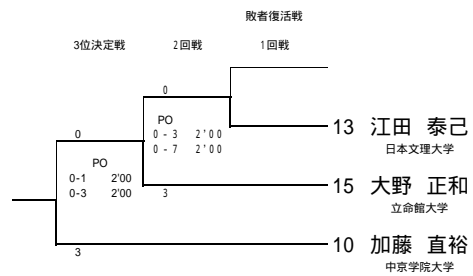 敗者復活戦
3位決定戦 2回戦 1回戦
0
PO
0-3 2'00
0-7 2'00
13 江田 泰己
日本文理大学
0
PO
0-1 2'00
0-3 2'00
3
15 大野 正和
立命館大学
3
10 加藤 直裕
中京学院大学